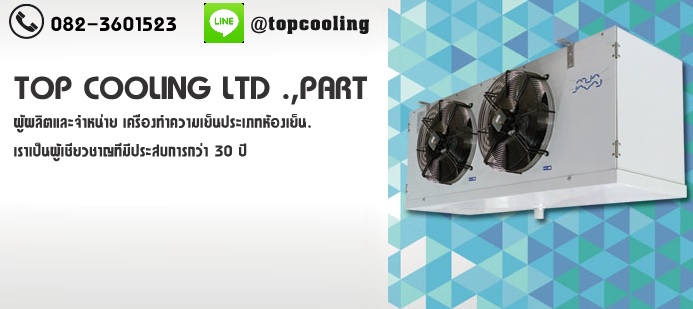 082-3601523 LINE @topcooling
TOP COOLING LTD .,PART
ผู้ผลิตและจำหน่าย เครื่องทำความเย็นประเภทห้องเย็น.
เราเป็นผู้เชี่ยวชาญที่มีประสบการกว่า 30 ปี